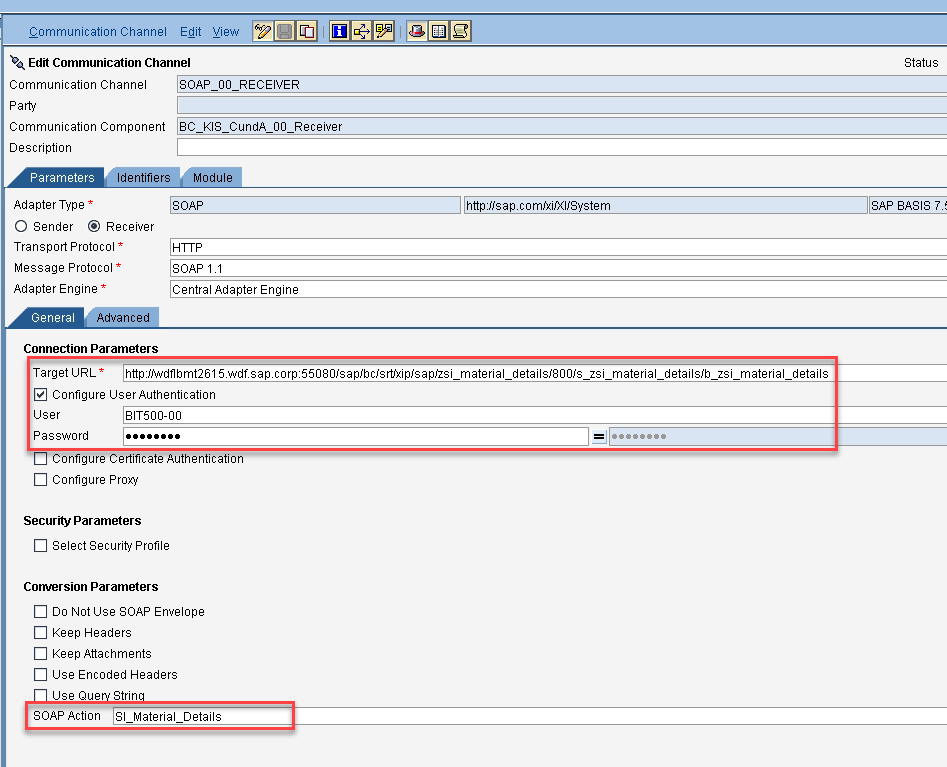 Communication Channel Edit View
Edit Communication Channel Status
Communication Channel SOAP_00_RECEIVER
Party
Communication Component BC_KIS_CundA_00_Receiver
Description
Parameters Identifiers Module
Adapter Type * SOAP http://sap.com/xi/XI/System SAP BASIS 7.5
Sender Receiver
Transport Protocol * HTTP
Message Protocol * SOAP 1.1
Adapter Engine * Central Adapter Engine
General Advanced
Connection Parameters
Target URL * http://wdflbmt2615.wdf.sap.corp:55080/sap/bc/srt/xip/sap/zsi_material_details/800/s_zsi_material_details/b_zsi_material_details
Configure User Authentication
User BIT500-00
Password ●●●●●●●● = ●●●●●●●●
Configure Certificate Authentication
Configure Proxy
Security Parameters
Select Security Profile
Conversion Parameters
Do Not Use SOAP Envelope
Keep Headers
Keep Attachments
Use Encoded Headers
Use Query String
SOAP Action SI_Material_Details